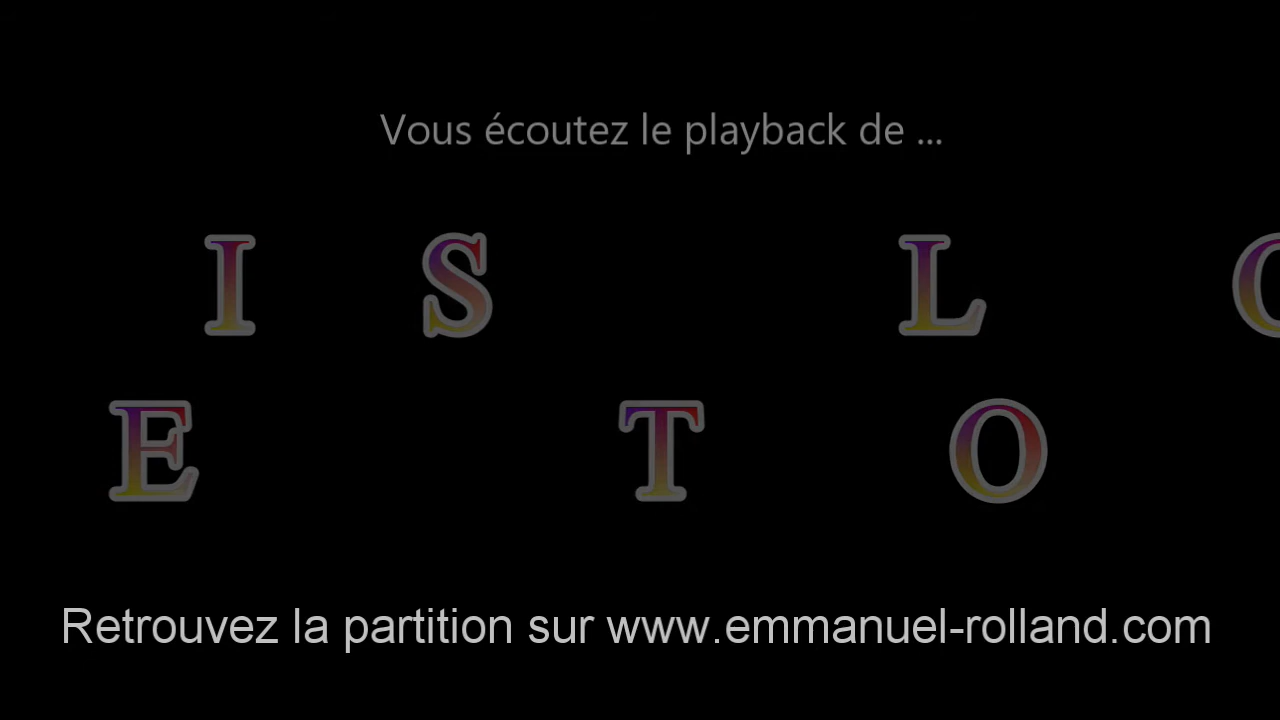 Vous écoutez le playback de ...
I S L
E T O
Retrouvez la partition sur www.emmanuel-rolland.com